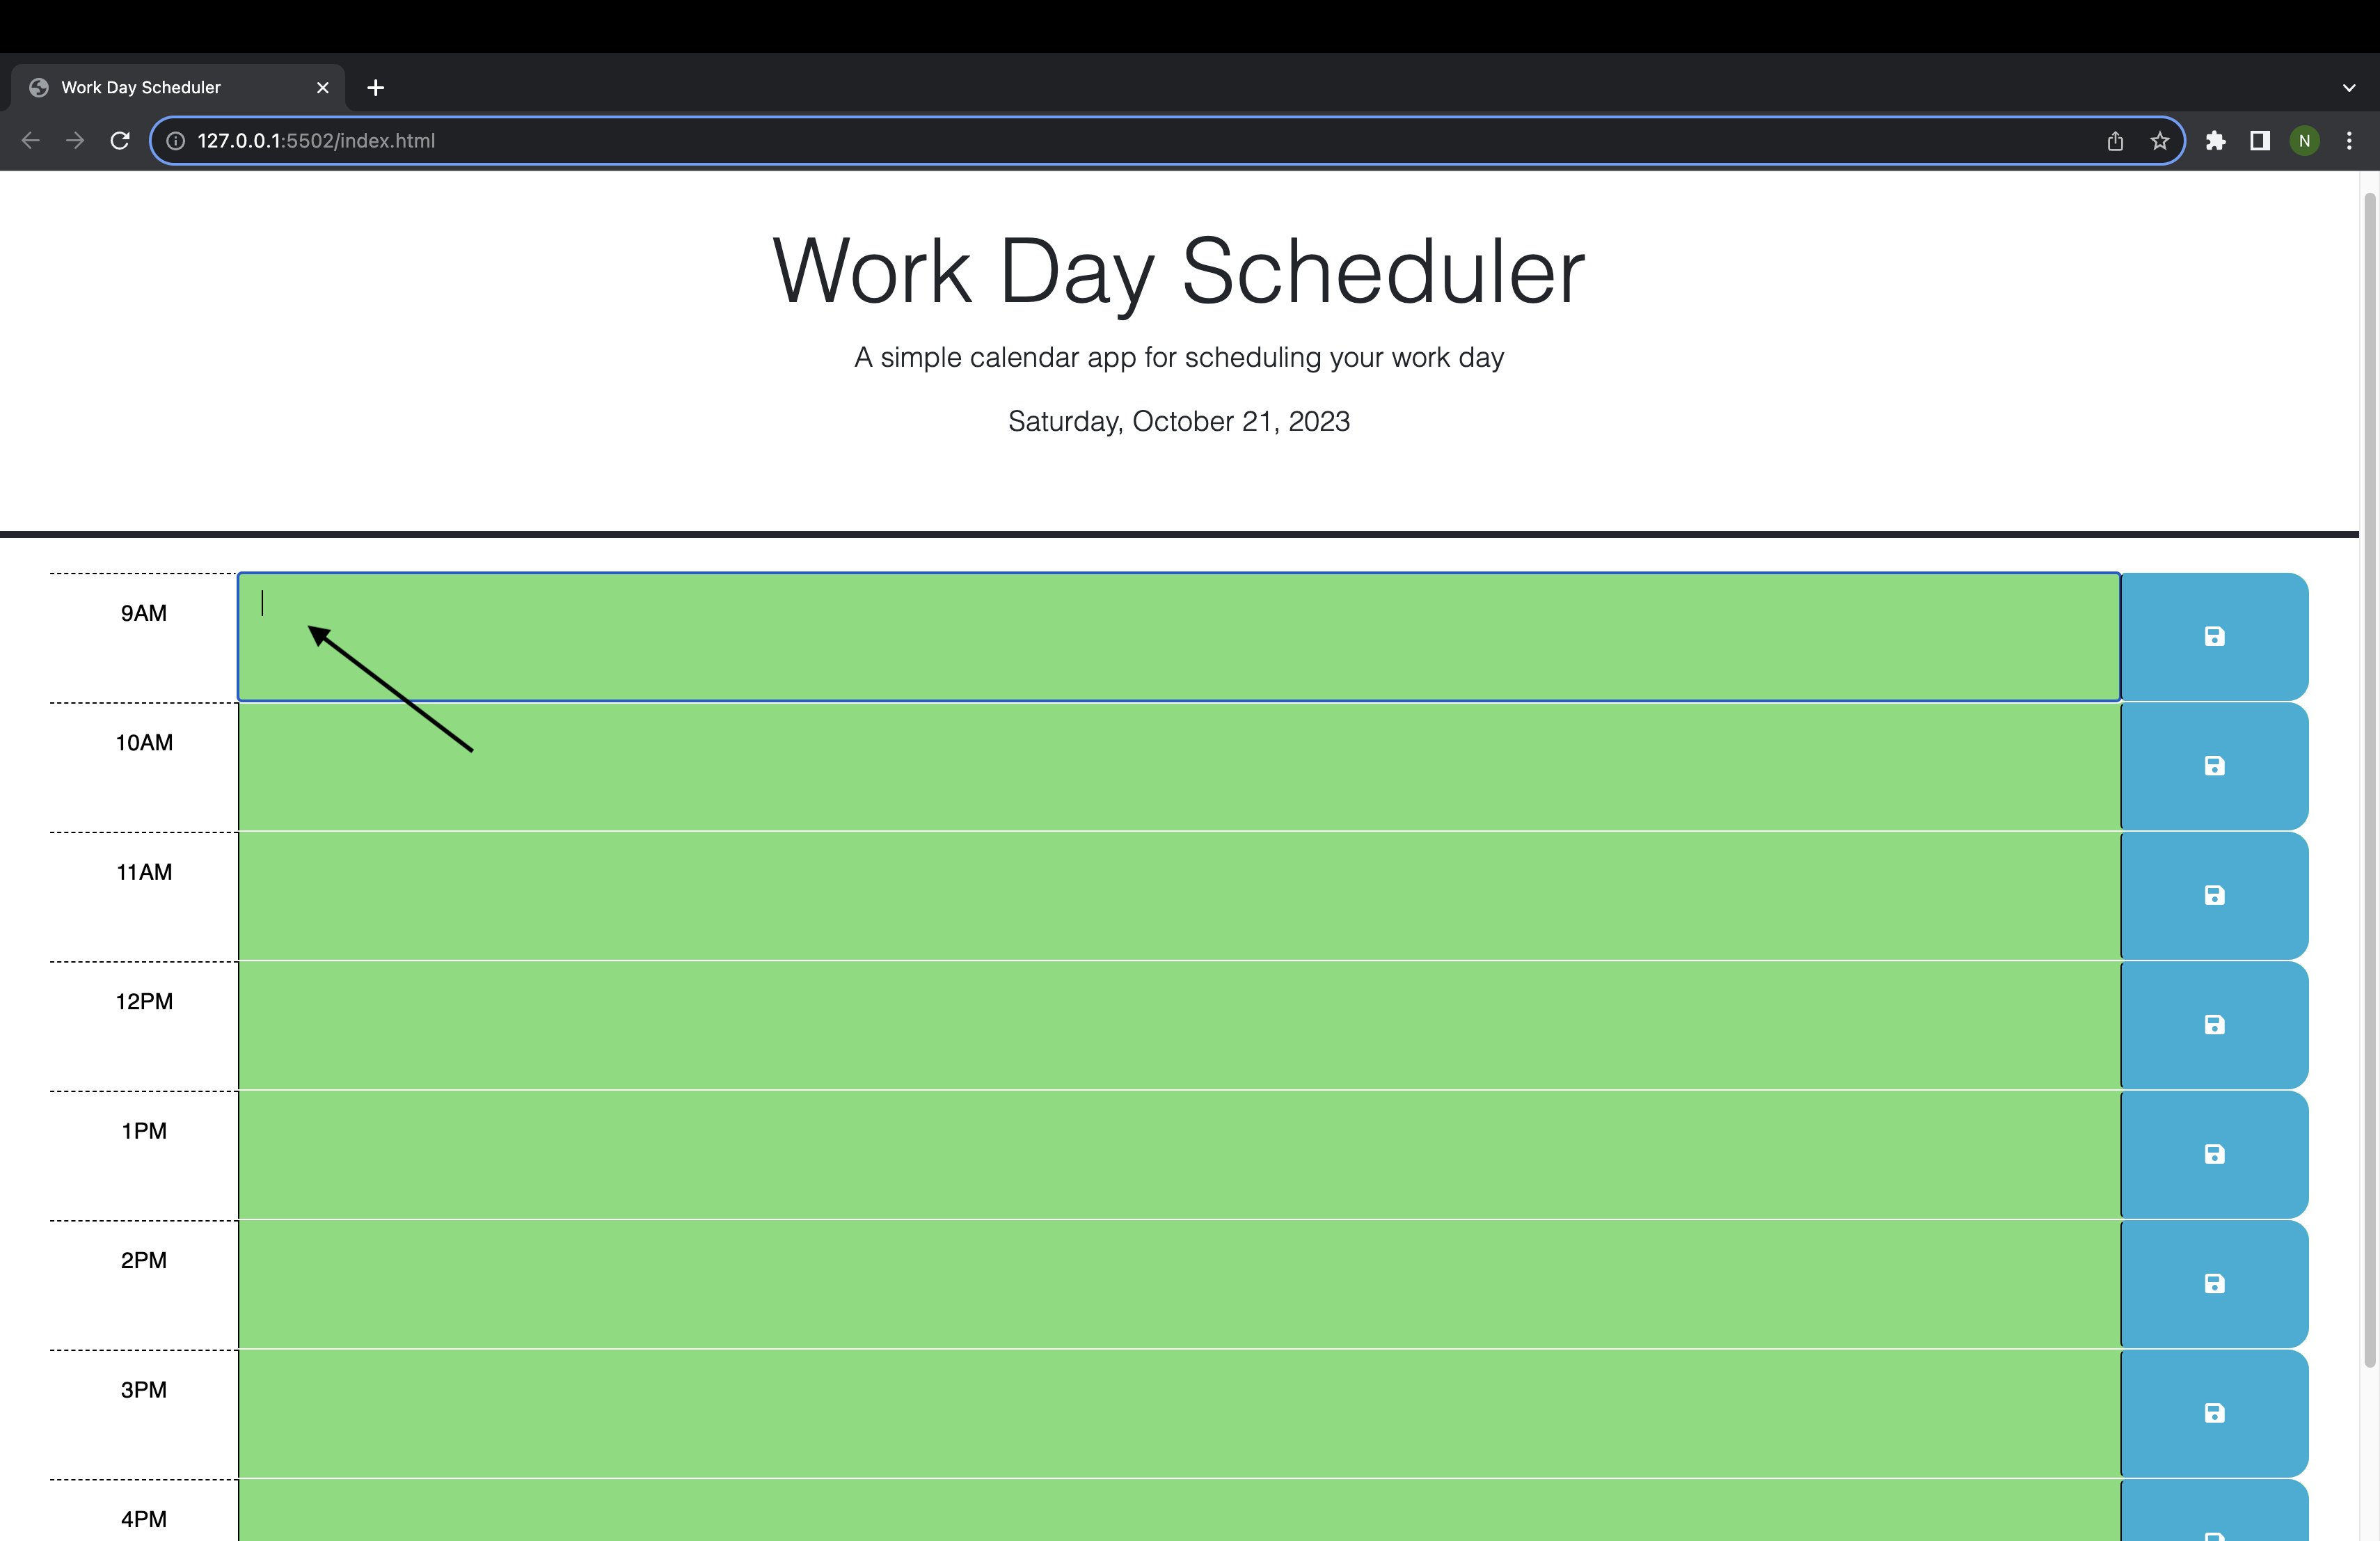 Work Day Scheduler
127.0.0.1:5502/index.html
N
Work Day Scheduler
A simple calendar app for scheduling your work day
Saturday, October 21, 2023
9AM
10AM
11AM
12PM
1PM
2PM
3PM
4PM